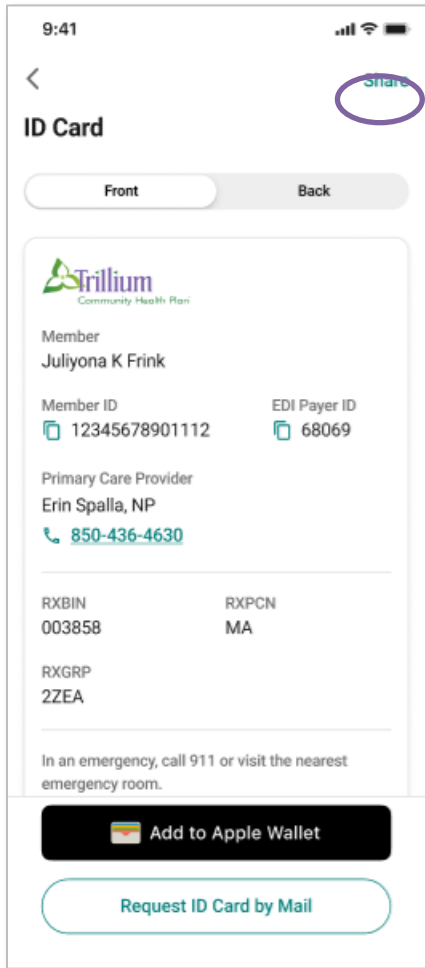 9:41
Share
ID Card
Front Back
Trillium
Community Health Plan
Member
Juliyona K Frink
Member ID EDI Payer ID
12345678901112 68069
Primary Care Provider
Erin Spalla, NP
850-436-4630
RXBIN RXPCN
003858 MA
RXGRP
2ZEA
In an emergency, call 911 or visit the nearest
emergency room.
Add to Apple Wallet
Request ID Card by Mail